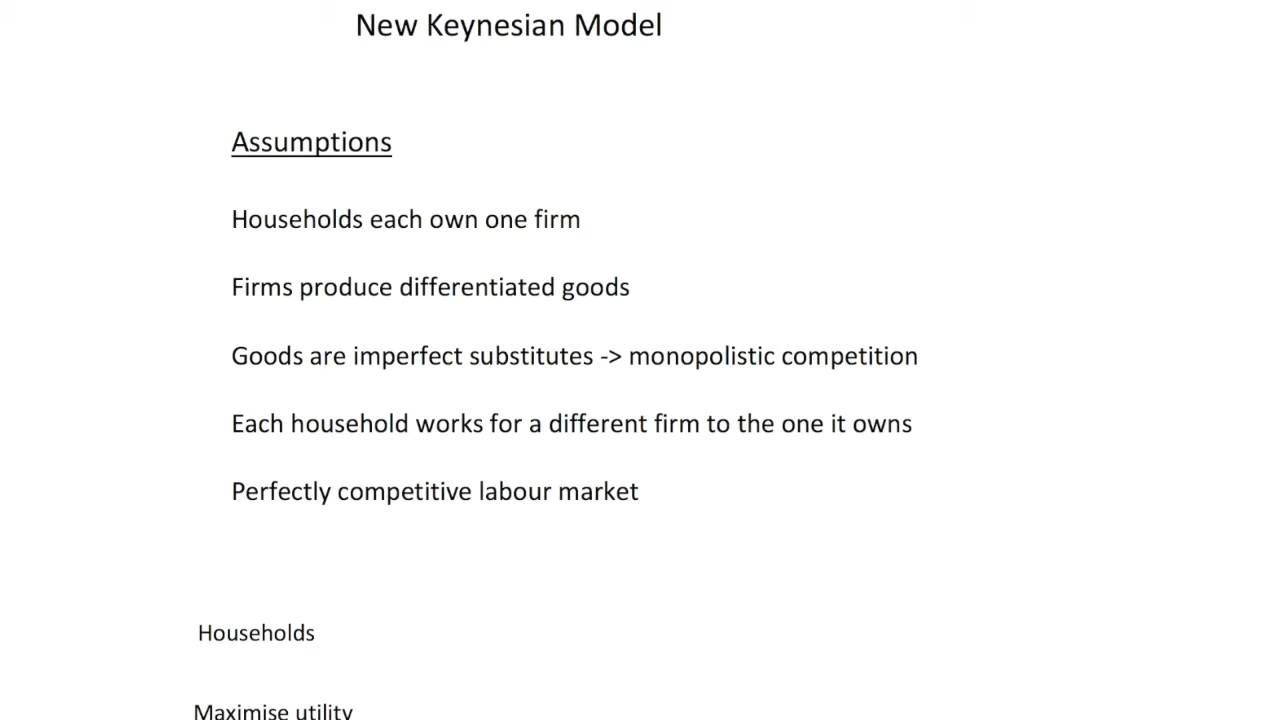 New Keynesian Model
Assumptions
Households each own one firm
Firms produce differentiated goods
Goods are imperfect substitutes -> monopolistic competition
Each household works for a different firm to the one it owns
Perfectly competitive labour market
Households
Maximise utility